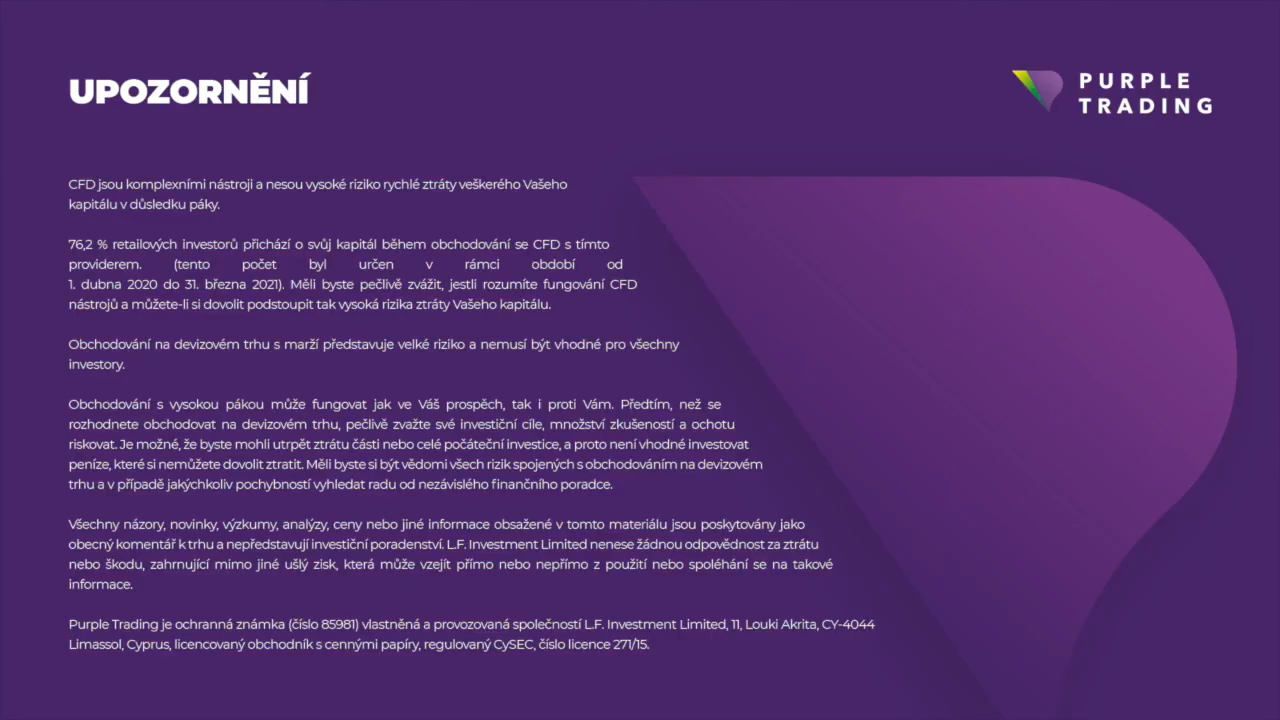 UPOZORNĚNÍ
PURPLE
TRADING
CFD jsou komplexními nástroji a nesou vysoké riziko rychlé ztráty veškerého Vašeho
kapitálu v důsledku páky.
76,2 % retailových investorů přichází o svůj kapitál během obchodování se CFD s tímto
providerem. (tento počet byl určen v rámci období od
1. dubna 2020 do 31. března 2021). Měli byste pečlivě zvážit, jestli rozumíte fungování CFD
nástrojů a můžete-li si dovolit podstoupit tak vysoká rizika ztráty Vašeho kapitálu.
Obchodování na devizovém trhu s marží představuje velké riziko a nemusí být vhodné pro všechny
investory.
Obchodování s vysokou pákou může fungovat jak ve Váš prospěch, tak i proti Vám. Předtím, než se
rozhodnete obchodovat na devizovém trhu, pečlivě zvažte své investiční cíle, množství zkušeností a ochotu
riskovat. Je možné, že byste mohli utrpět ztrátu části nebo celé počáteční investice, a proto není vhodné investovat
peníze, které si nemůžete dovolit ztratit. Měli byste si být vědomi všech rizik spojených s obchodováním na devizovém
trhu a v případě jakýchkoliv pochybností vyhledat radu od nezávislého finančního poradce.
Všechny názory, novinky, výzkumy, analýzy, ceny nebo jiné informace obsažené v tomto materiálu jsou poskytovány jako
obecný komentář k trhu a nepředstavují investiční poradenství. L.F. Investment Limited nenese žádnou odpovědnost za ztrátu
nebo škodu, zahrnující mimo jiné ušlý zisk, která může vzejít přímo nebo nepřímo z použití nebo spoléhání se na takové
informace.
Purple Trading je ochranná známka (číslo 85981) vlastněná a provozovaná společností L.F. Investment Limited, 11, Louki Akrita, CY-4044
Limassol, Cyprus, licencovaný obchodník s cennými papíry, regulovaný CySEC, číslo licence 271/15.